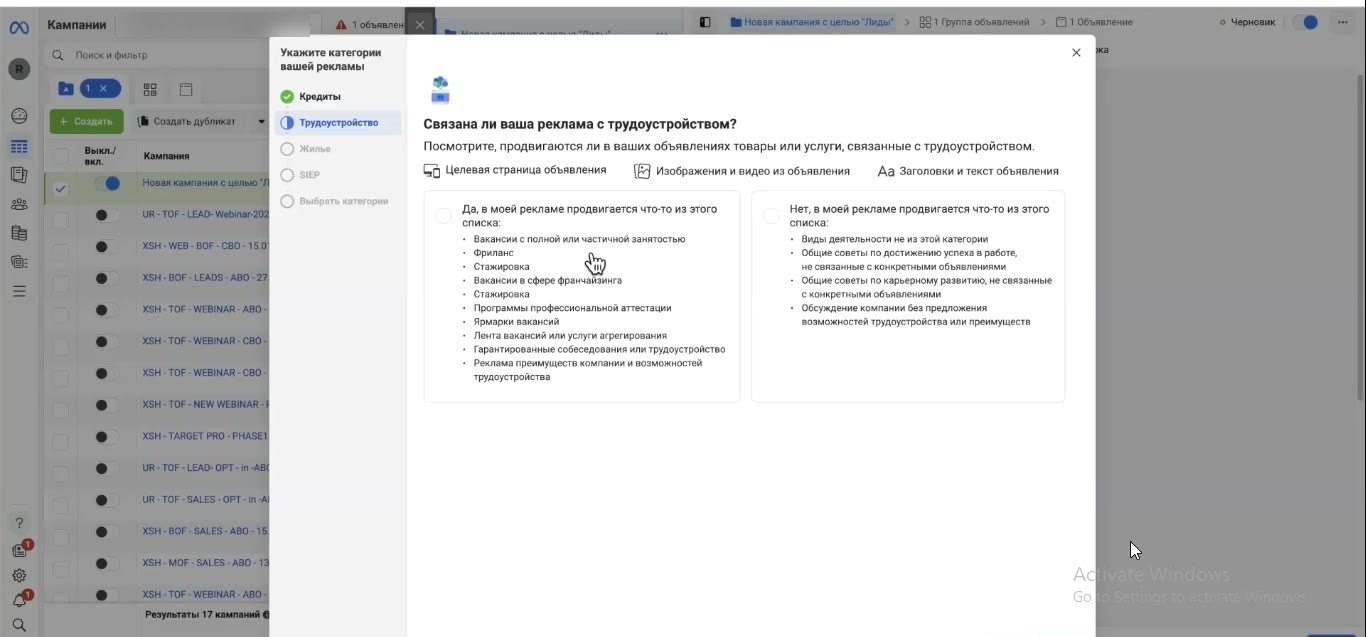 Кампании
1 объявлен
Новая кампания с целью "Лиды"
1 Группа объявлений
1 Объявление
Черновик
Поиск и фильтр
1
+ Создать
Создать дубликат
Выкл./
вкл.
Кампания
Новая кампания с целью "Л
UR - TOF - LEAD- Webinar-202
XSH - WEB - BOF - CBO - 15.01
XSH - BOF - LEADS - ABO - 27
XSH - TOF - WEBINAR - ABO -
XSH - TOF - WEBINAR - CBO -
XSH - TOF - WEBINAR - CBO -
XSH - TOF - NEW WEBINAR -
XSH - TARGET PRO - PHASE1
UR - TOF - LEAD- OPT - in -AB
UR - TOF - SALES - OPT - in -A
XSH - BOF - SALES - ABO - 15
XSH - MOF - SALES - ABO - 13
XSH - TOF - WEBINAR - ABO -
Результаты 17 кампаний
R
1
1
Укажите категории
вашей рекламы
Кредиты
Трудоустройство
Жилье
SIEP
Выбрать категории
Связана ли ваша реклама с трудоустройством?
Посмотрите, продвигаются ли в ваших объявлениях товары или услуги, связанные с трудоустройством.
Целевая страница объявления
Изображения и видео из объявления
Аа Заголовки и текст объявления
Да, в моей рекламе продвигается что-то из этого
списка:
• Вакансии с полной или частичной занятостью
• Фриланс
• Стажировка
• Вакансии в сфере франчайзинга
• Стажировка
• Программы профессиональной аттестации
• Ярмарки вакансий
• Лента вакансий или услуги агрегирования
• Гарантированные собеседования или трудоустройство
• Реклама преимуществ компании и возможностей
трудоустройства
Нет, в моей рекламе продвигается что-то из этого
списка:
• Виды деятельности не из этой категории
• Общие советы по достижению успеха в работе,
не связанные с конкретными объявлениями
• Общие советы по карьерному развитию, не связанные
с конкретными объявлениями
• Обсуждение компании без предложения
возможностей трудоустройства или преимуществ
Activate Windows
Go to Settings to activate Windows.